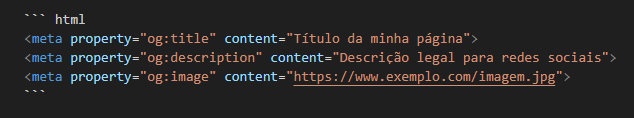 ``` html
<meta property="og:title" content="Título da minha página">
<meta property="og:description" content="Descrição legal para redes sociais">
<meta property="og:image" content="https://www.exemplo.com/imagem.jpg">
```